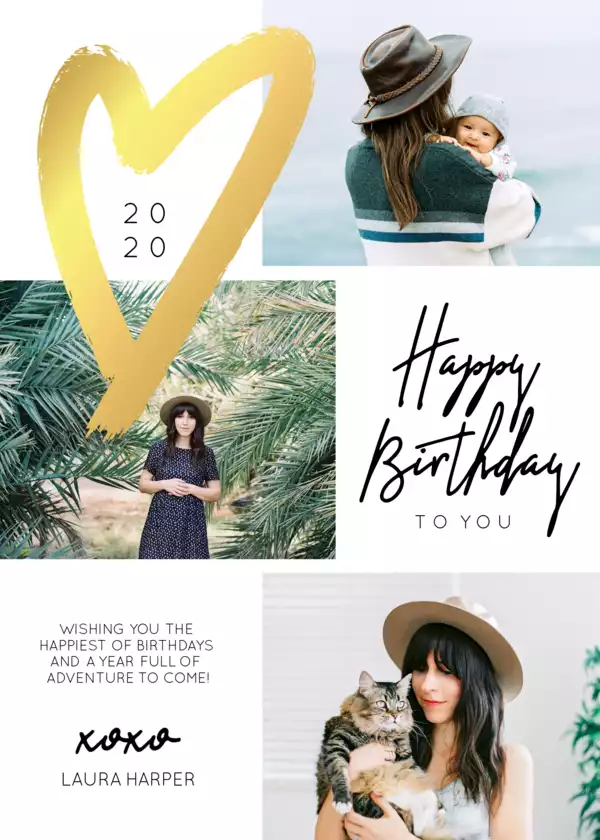 20
20
Happy
Birthday
TO YOU
WISHING YOU THE
HAPPIEST OF BIRTHDAYS
AND A YEAR FULL OF
ADVENTURE TO COME!
xoxo
LAURA HARPER